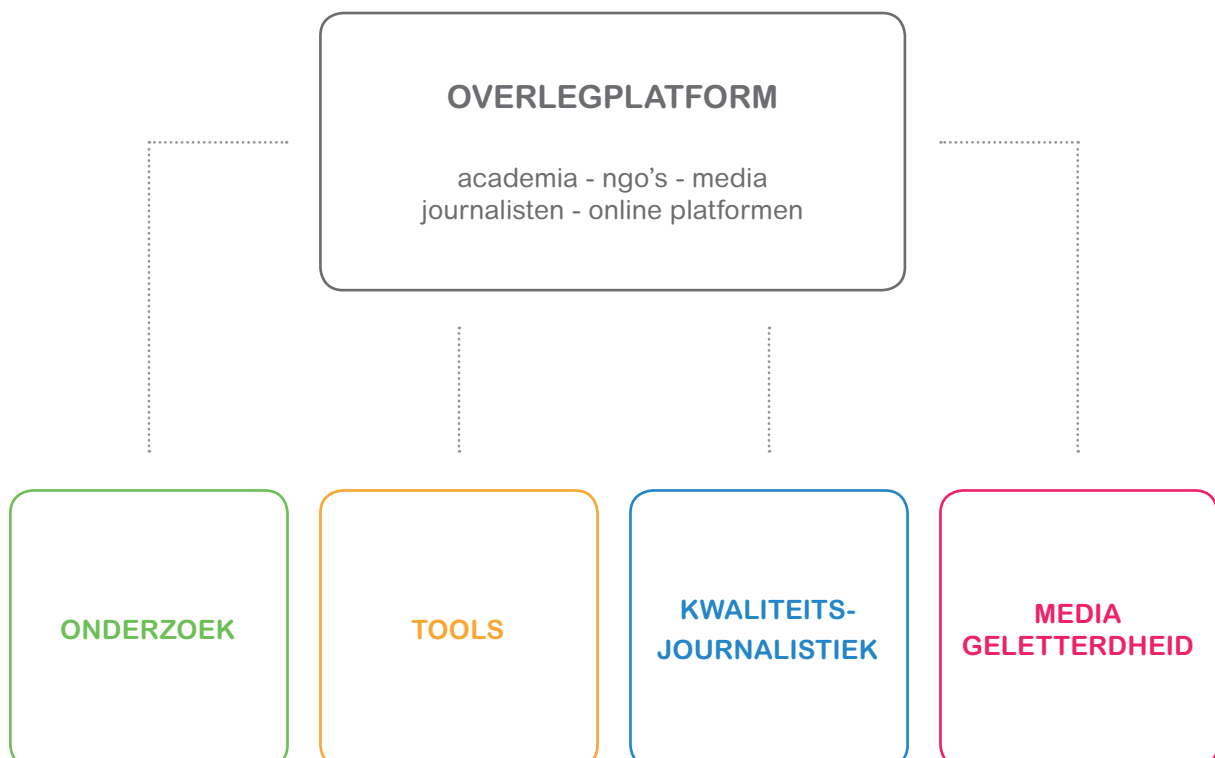 OVERLEGPLATFORM
academia - ngo's - media
journalisten - online platformen
ONDERZOEK
TOOLS
KWALITEITS-
JOURNALISTIEK
MEDIA
GELETTERDHEID